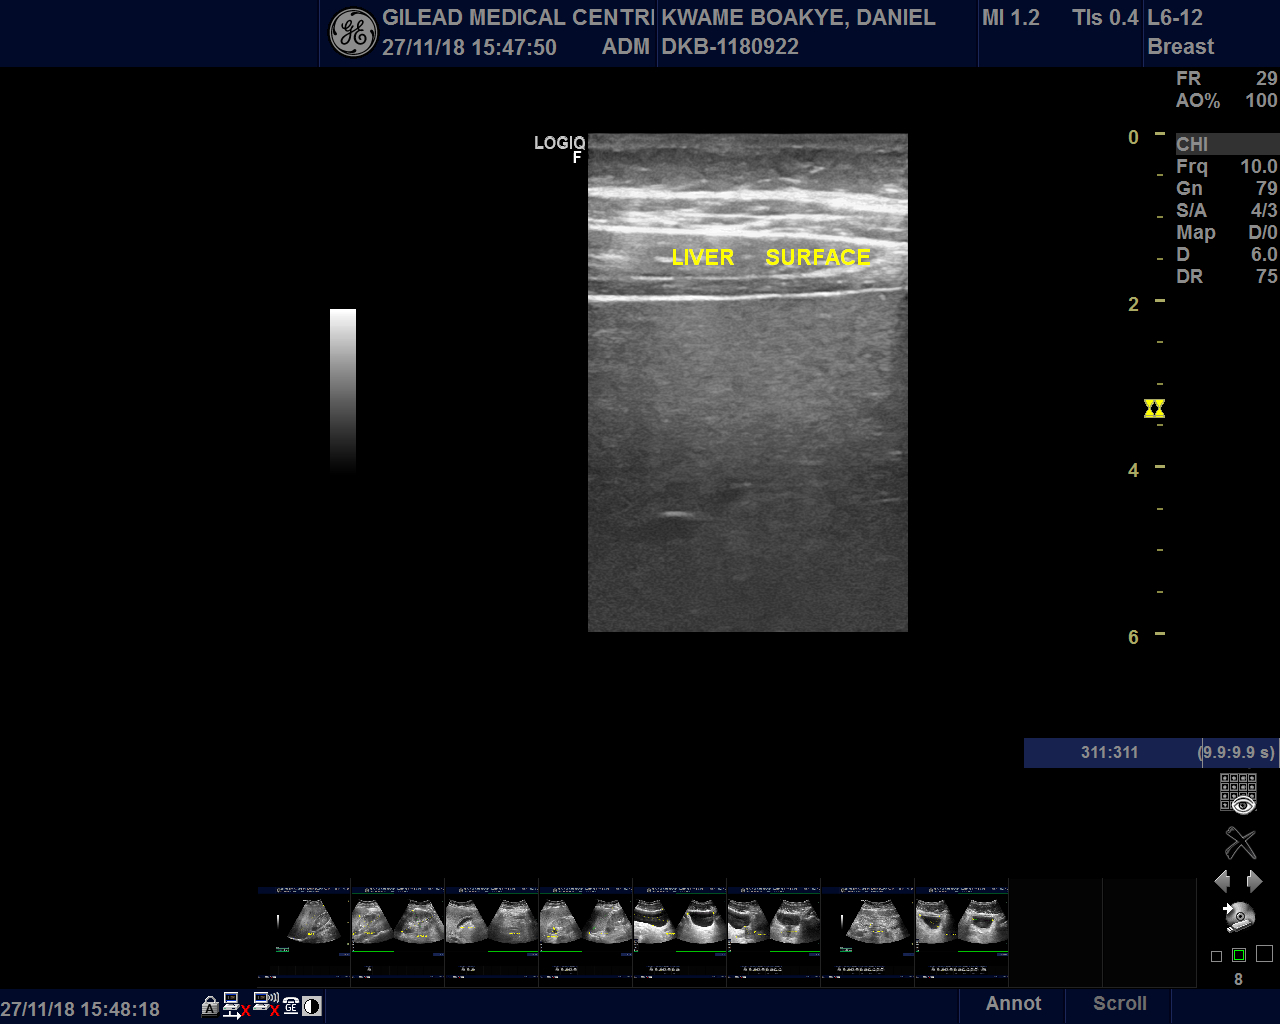 GILEAD MEDICAL CENTR
27/11/18 15:47:50 ADM
KWAME BOAKYE, DANIEL
DKB-1180922
MI 1.2 TIs 0.4
L6-12
Breast
FR 29
AO% 100
CHI
Frq 10.0
Gn 79
S/A 4/3
Map D/0
D 6.0
DR 75
LOGIQ
F
0
2
4
6
LIVER SURFACE
311:311 (9.9:9.9 s)
8
27/11/18 15:48:18
GE
Annot
Scroll